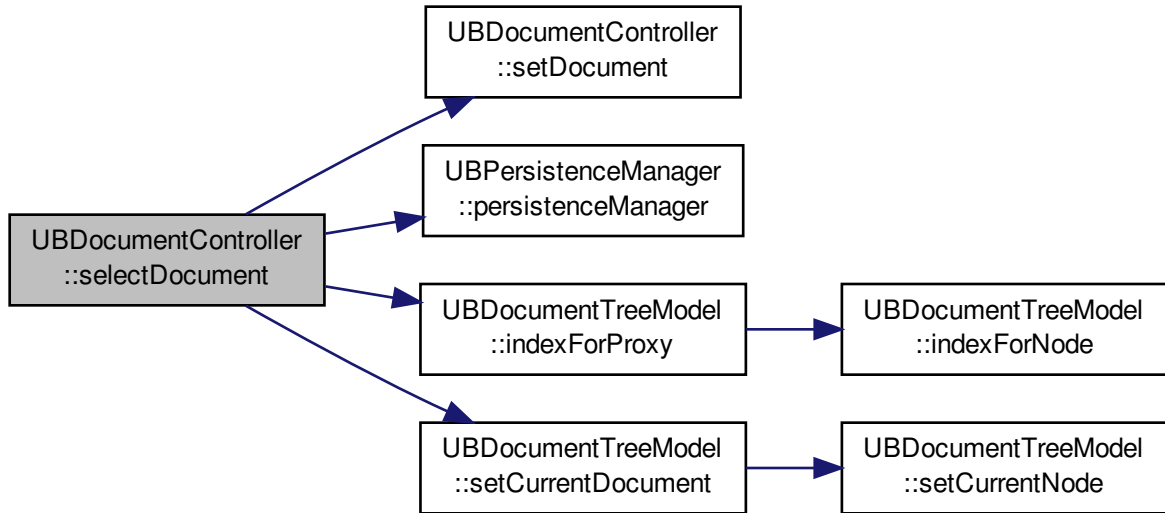 UBDocumentController
::selectDocument
UBDocumentController
::setDocument
UBPersistenceManager
::persistenceManager
UBDocumentTreeModel
::indexForProxy
UBDocumentTreeModel
::indexForNode
UBDocumentTreeModel
::setCurrentDocument
UBDocumentTreeModel
::setCurrentNode